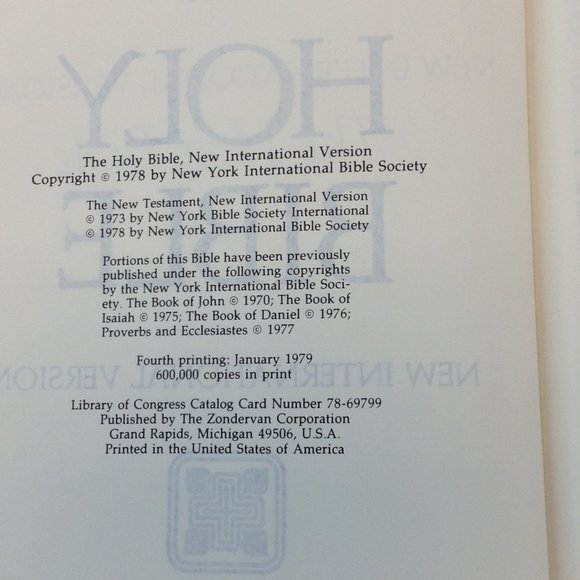 The Holy Bible, New International Version
Copyright © 1978 by New York International Bible Society
The New Testament, New International Version
© 1973 by New York Bible Society International
© 1978 by New York International Bible Society
Portions of this Bible have been previously
published under the following copyrights
by the New York International Bible Soci-
ety. The Book of John © 1970; The Book of
Isaiah © 1975; The Book of Daniel © 1976;
Proverbs and Ecclesiastes © 1977
Fourth printing: January 1979
600,000 copies in print
Library of Congress Catalog Card Number 78-69799
Published by The Zondervan Corporation
Grand Rapids, Michigan 49506, U.S.A.
Printed in the United States of America
HOLY
BIBLE
NEW INTERNATIONAL VERSION